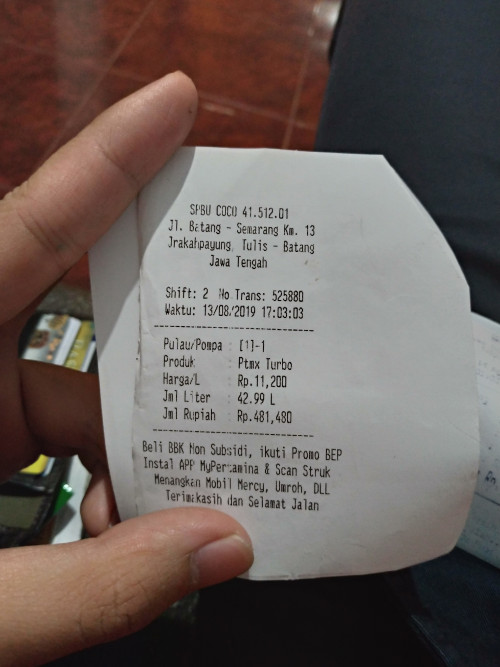 SPBU COCO 41.512.01
Jl. Batang - Semarang Km. 13
Jrakahpayung, Tulis - Batang
Jawa Tengah
Shift: 2 No Trans: 525880
Waktu: 13/08/2019 17:03:03
--------------------------------
Pulau/Pompa : [1]-1
Produk : Ptmx Turbo
Harga/L : Rp.11,200
Jml Liter : 42.99 L
Jml Rupiah : Rp.481,480
--------------------------------
Beli BBK Non Subsidi, ikuti Promo BEP
Instal APP MyPertamina & Scan Struk
Menangkan Mobil Mercy, Umroh, DLL
Terimakasih dan Selamat Jalan